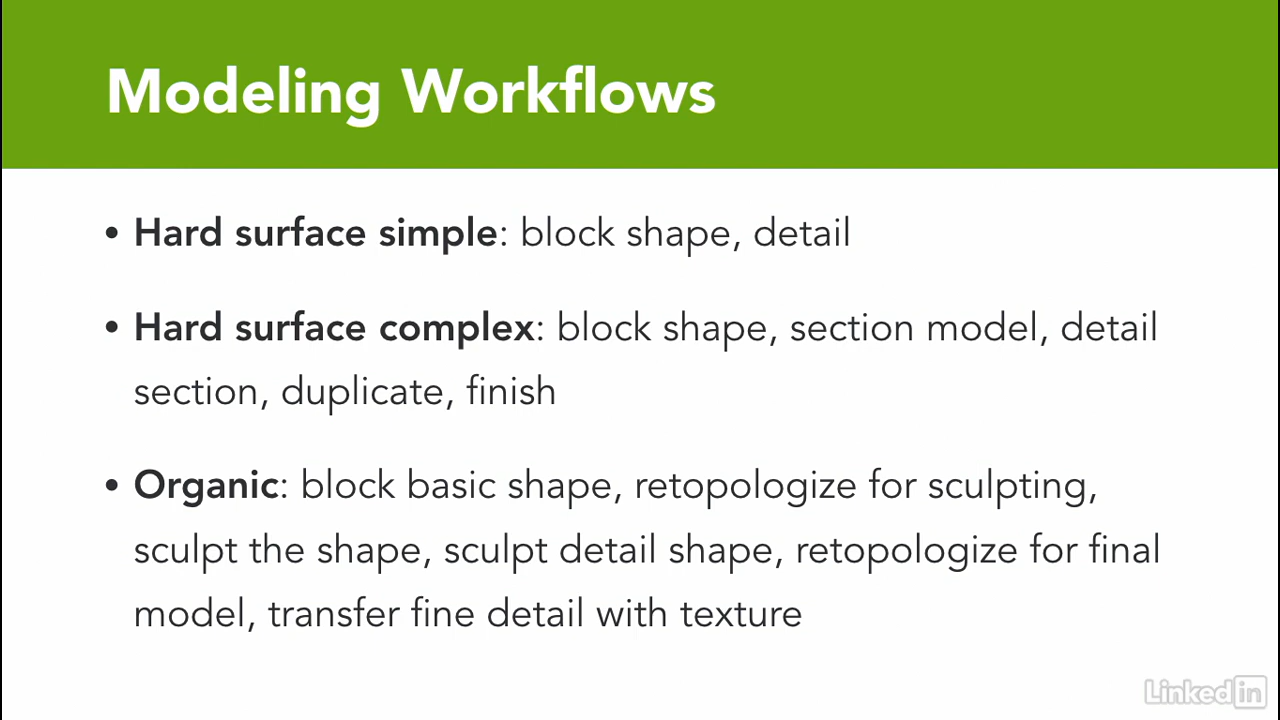 Modeling Workflows
• Hard surface simple: block shape, detail
• Hard surface complex: block shape, section model, detail
section, duplicate, finish
• Organic: block basic shape, retopologize for sculpting,
sculpt the shape, sculpt detail shape, retopologize for final
model, transfer fine detail with texture
LinkedIn